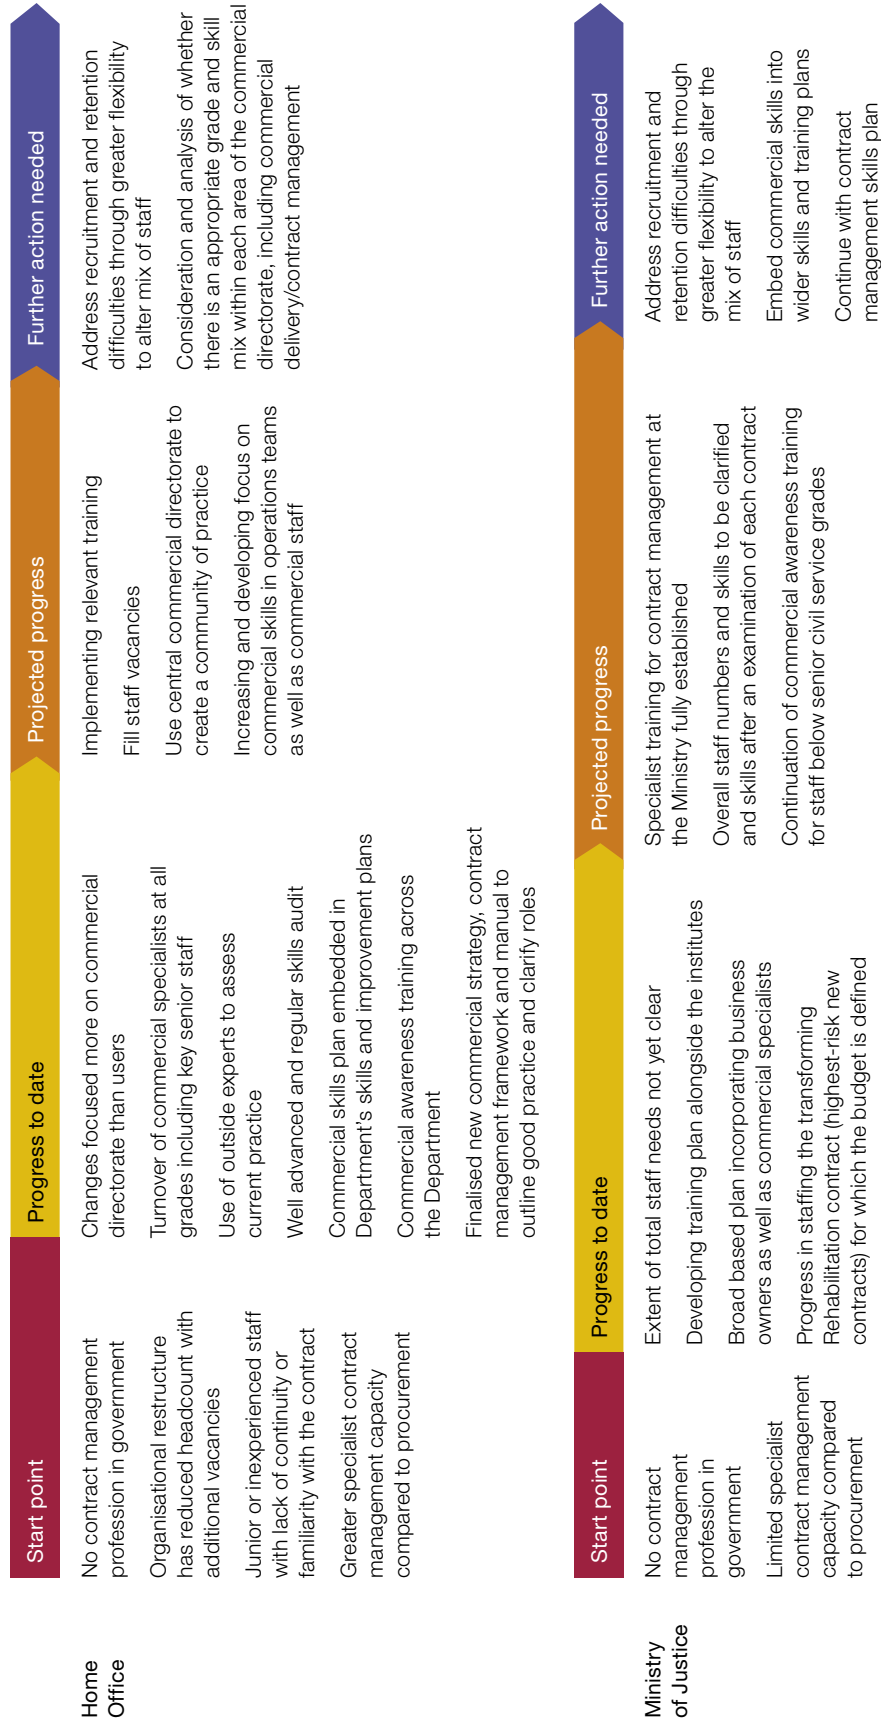 Home
Office
Start point
No contract management
profession in government
Organisational restructure
has reduced headcount with
additional vacancies
Junior or inexperienced staff
with lack of continuity or
familiarity with the contract
Greater specialist contract
management capacity
compared to procurement
Progress to date
Changes focused more on commercial
directorate than users
Turnover of commercial specialists at all
grades including key senior staff
Use of outside experts to assess
current practice
Well advanced and regular skills audit
Commercial skills plan embedded in
Department's skills and improvement plans
Commercial awareness training across
the Department
Finalised new commercial strategy, contract
management framework and manual to
outline good practice and clarify roles
Projected progress
Implementing relevant training
Fill staff vacancies
Use central commercial directorate to
create a community of practice
Increasing and developing focus on
commercial skills in operations teams
as well as commercial staff
Further action needed
Address recruitment and retention
difficulties through greater flexibility
to alter mix of staff
Consideration and analysis of whether
there is an appropriate grade and skill
mix within each area of the commercial
directorate, including commercial
delivery/contract management
Ministry
of Justice
Start point
No contract
management
profession in
government
Limited specialist
contract management
capacity compared
to procurement
Progress to date
Extent of total staff needs not yet clear
Developing training plan alongside the institutes
Broad based plan incorporating business
owners as well as commercial specialists
Progress in staffing the transforming
Rehabilitation contract (highest-risk new
contracts) for which the budget is defined
Projected progress
Specialist training for contract management at
the Ministry fully established
Overall staff numbers and skills to be clarified
and skills after an examination of each contract
Continuation of commercial awareness training
for staff below senior civil service grades
Further action needed
Address recruitment and
retention difficulties through
greater flexibility to alter the
mix of staff
Embed commercial skills into
wider skills and training plans
Continue with contract
management skills plan